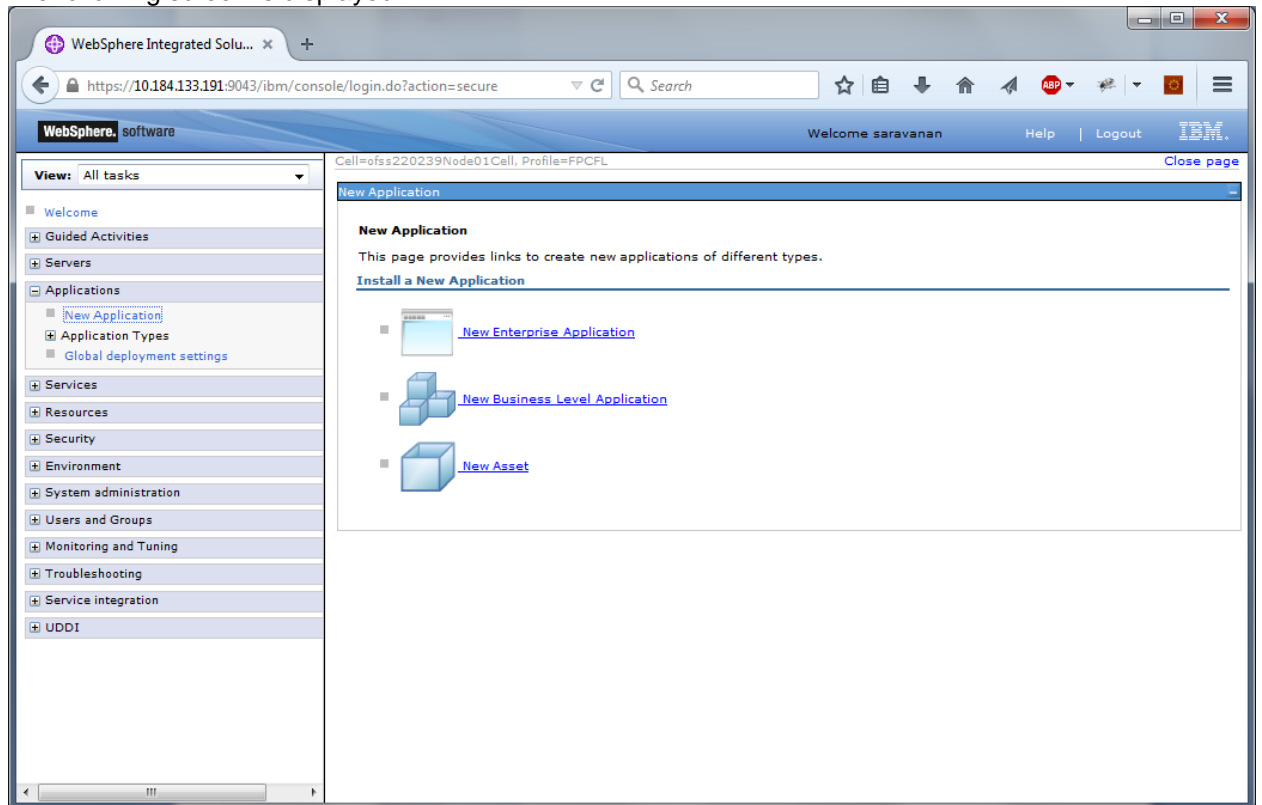 WebSphere Integrated Solu... × +
https://10.184.133.191:9043/ibm/console/login.do?action=secure Search ABP
WebSphere. software Welcome saravanan Help | Logout IBM.
View: All tasks
Cell=ofss220239Node01Cell, Profile=FPCFL Close page
Welcome
Guided Activities
Servers
Applications
New Application
Application Types
Global deployment settings
Services
Resources
Security
Environment
System administration
Users and Groups
Monitoring and Tuning
Troubleshooting
Service integration
UDDI
New Application
New Application
This page provides links to create new applications of different types.
Install a New Application
New Enterprise Application
New Business Level Application
New Asset